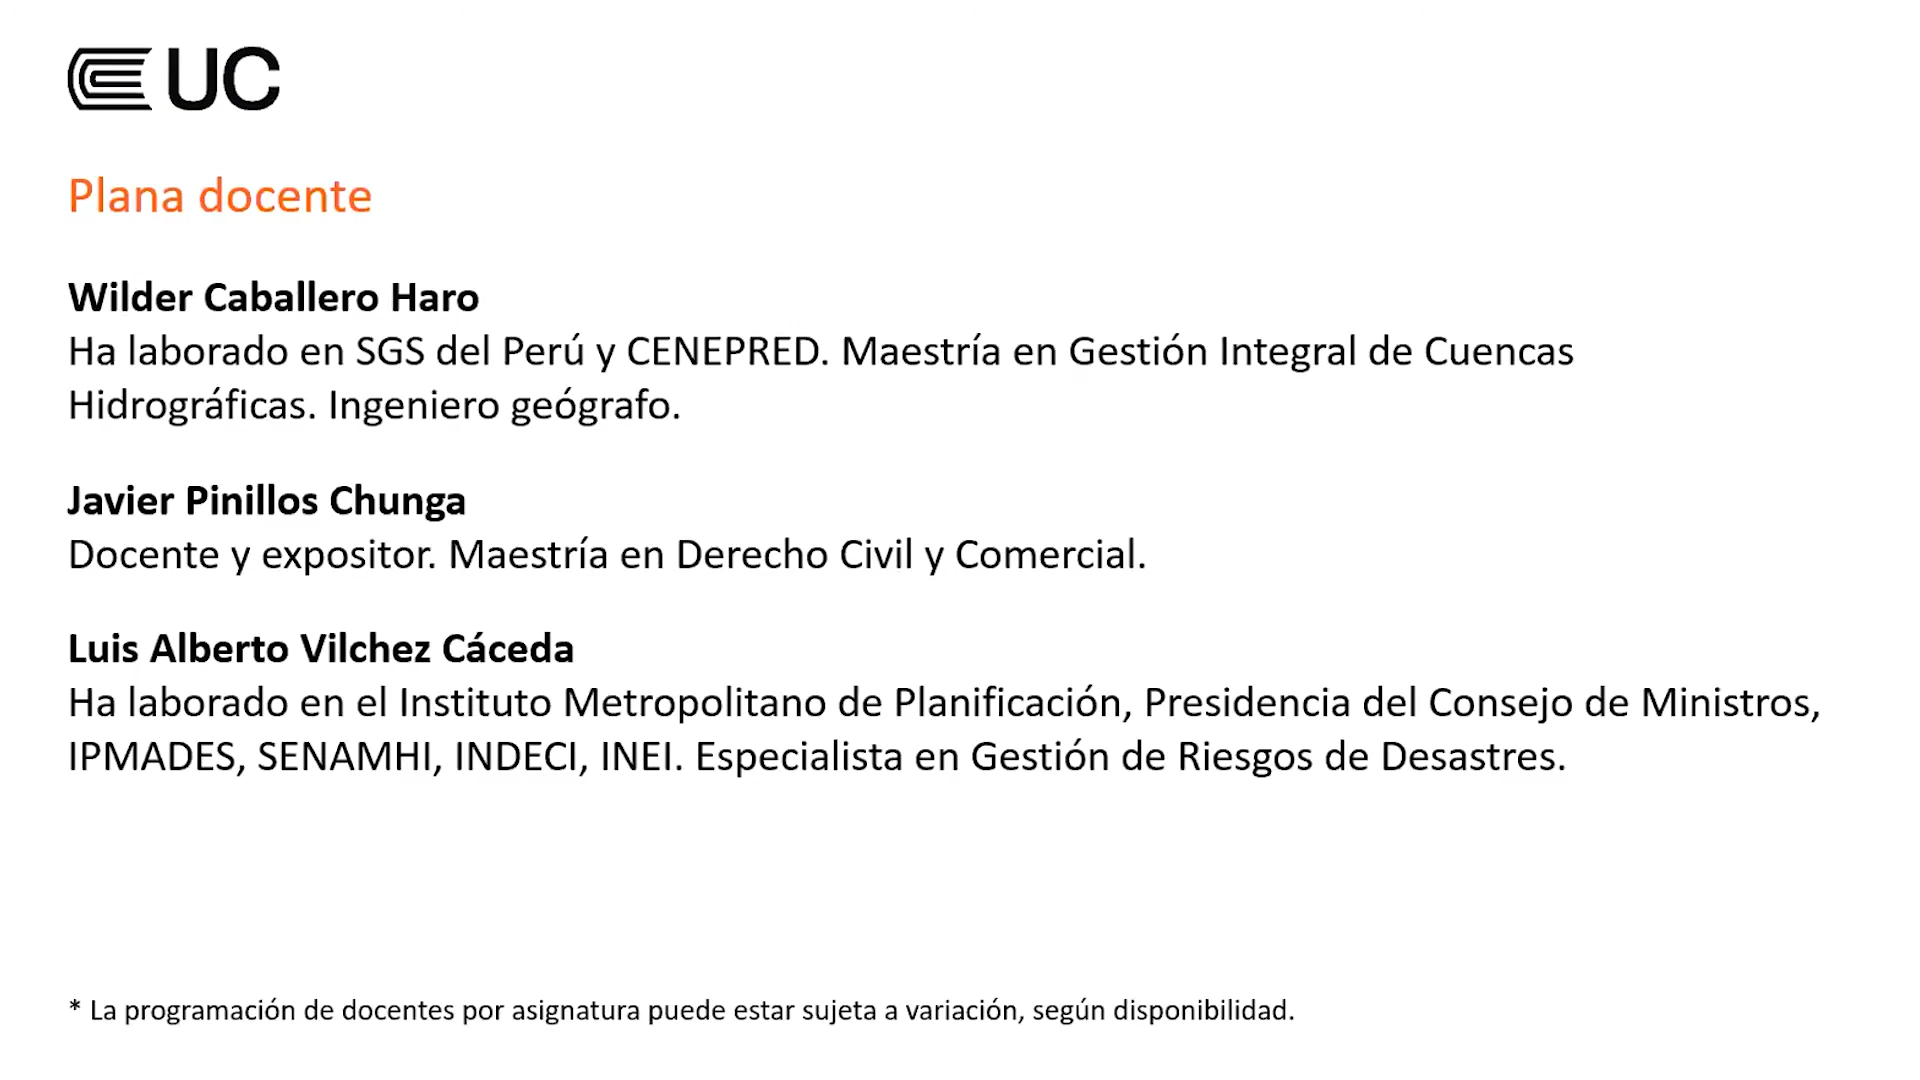 UC
Plana docente
Wilder Caballero Haro
Ha laborado en SGS del Perú y CENEPRED. Maestría en Gestión Integral de Cuencas
Hidrográficas. Ingeniero geógrafo.
Javier Pinillos Chunga
Docente y expositor. Maestría en Derecho Civil y Comercial.
Luis Alberto Vilchez Cáceda
Ha laborado en el Instituto Metropolitano de Planificación, Presidencia del Consejo de Ministros,
IPMADES, SENAMHI, INDECI, INEI. Especialista en Gestión de Riesgos de Desastres.
* La programación de docentes por asignatura puede estar sujeta a variación, según disponibilidad.